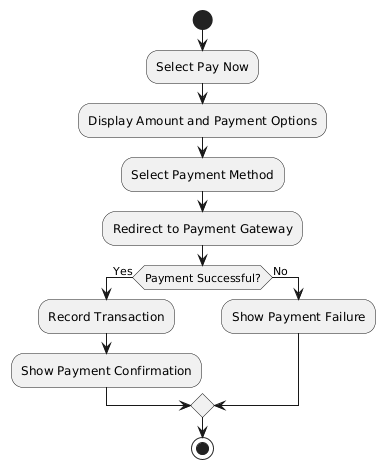 Select Pay Now
Display Amount and Payment Options
Select Payment Method
Redirect to Payment Gateway
Payment Successful?
Yes
No
Record Transaction
Show Payment Failure
Show Payment Confirmation